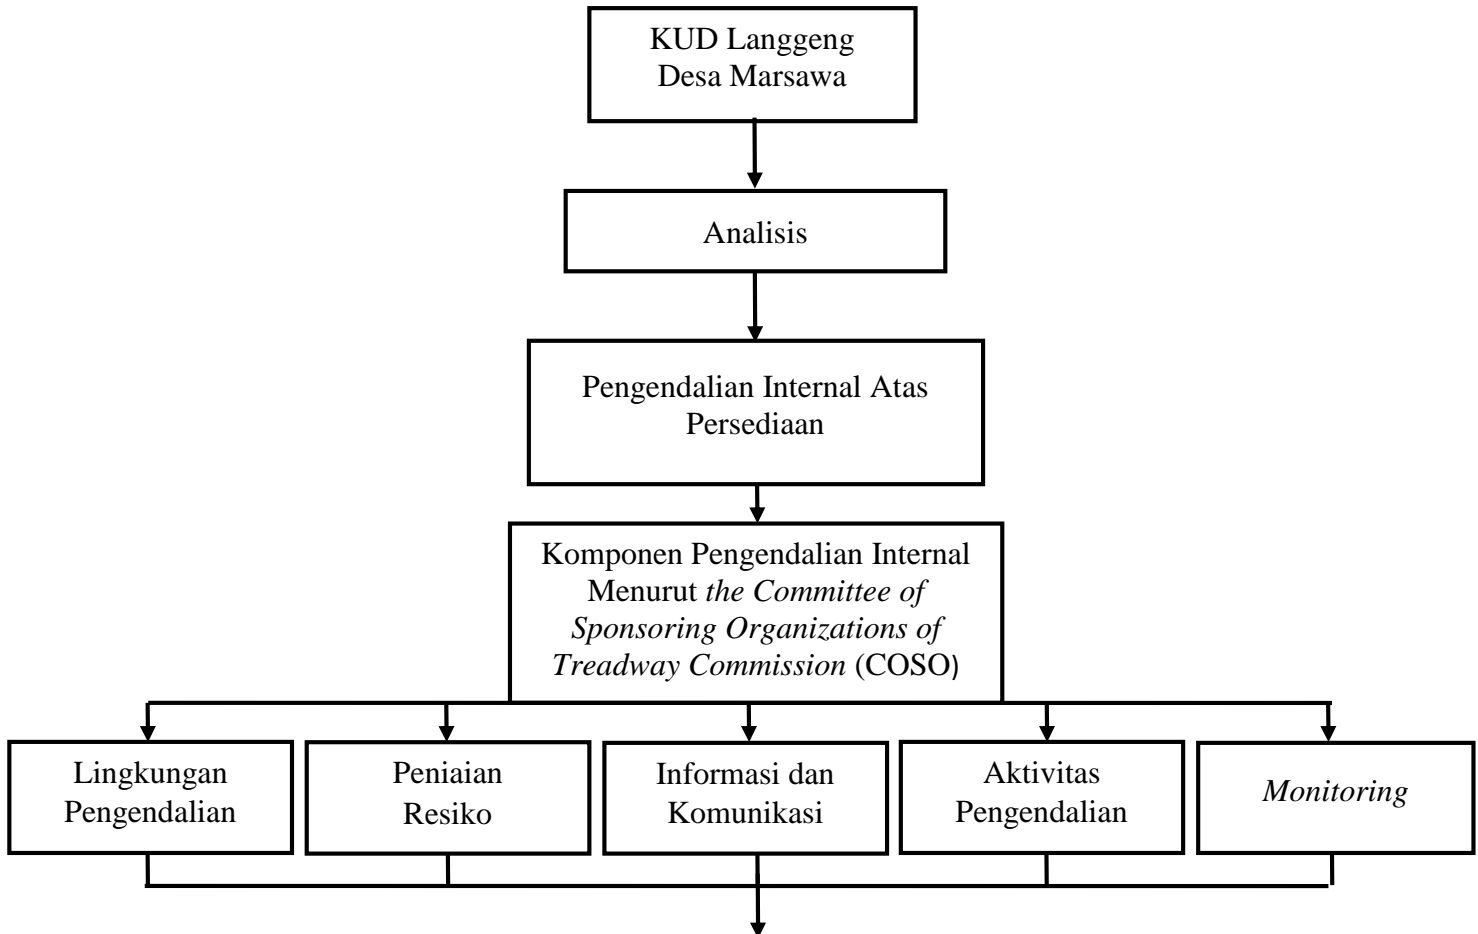 KUD Langgeng
Desa Marsawa
Analisis
Pengendalian Internal Atas
Persediaan
Komponen Pengendalian Internal
Menurut the Committee of
Sponsoring Organizations of
Treadway Commission (COSO)
Lingkungan
Pengendalian
Peniaian
Resiko
Informasi dan
Komunikasi
Aktivitas
Pengendalian
Monitoring